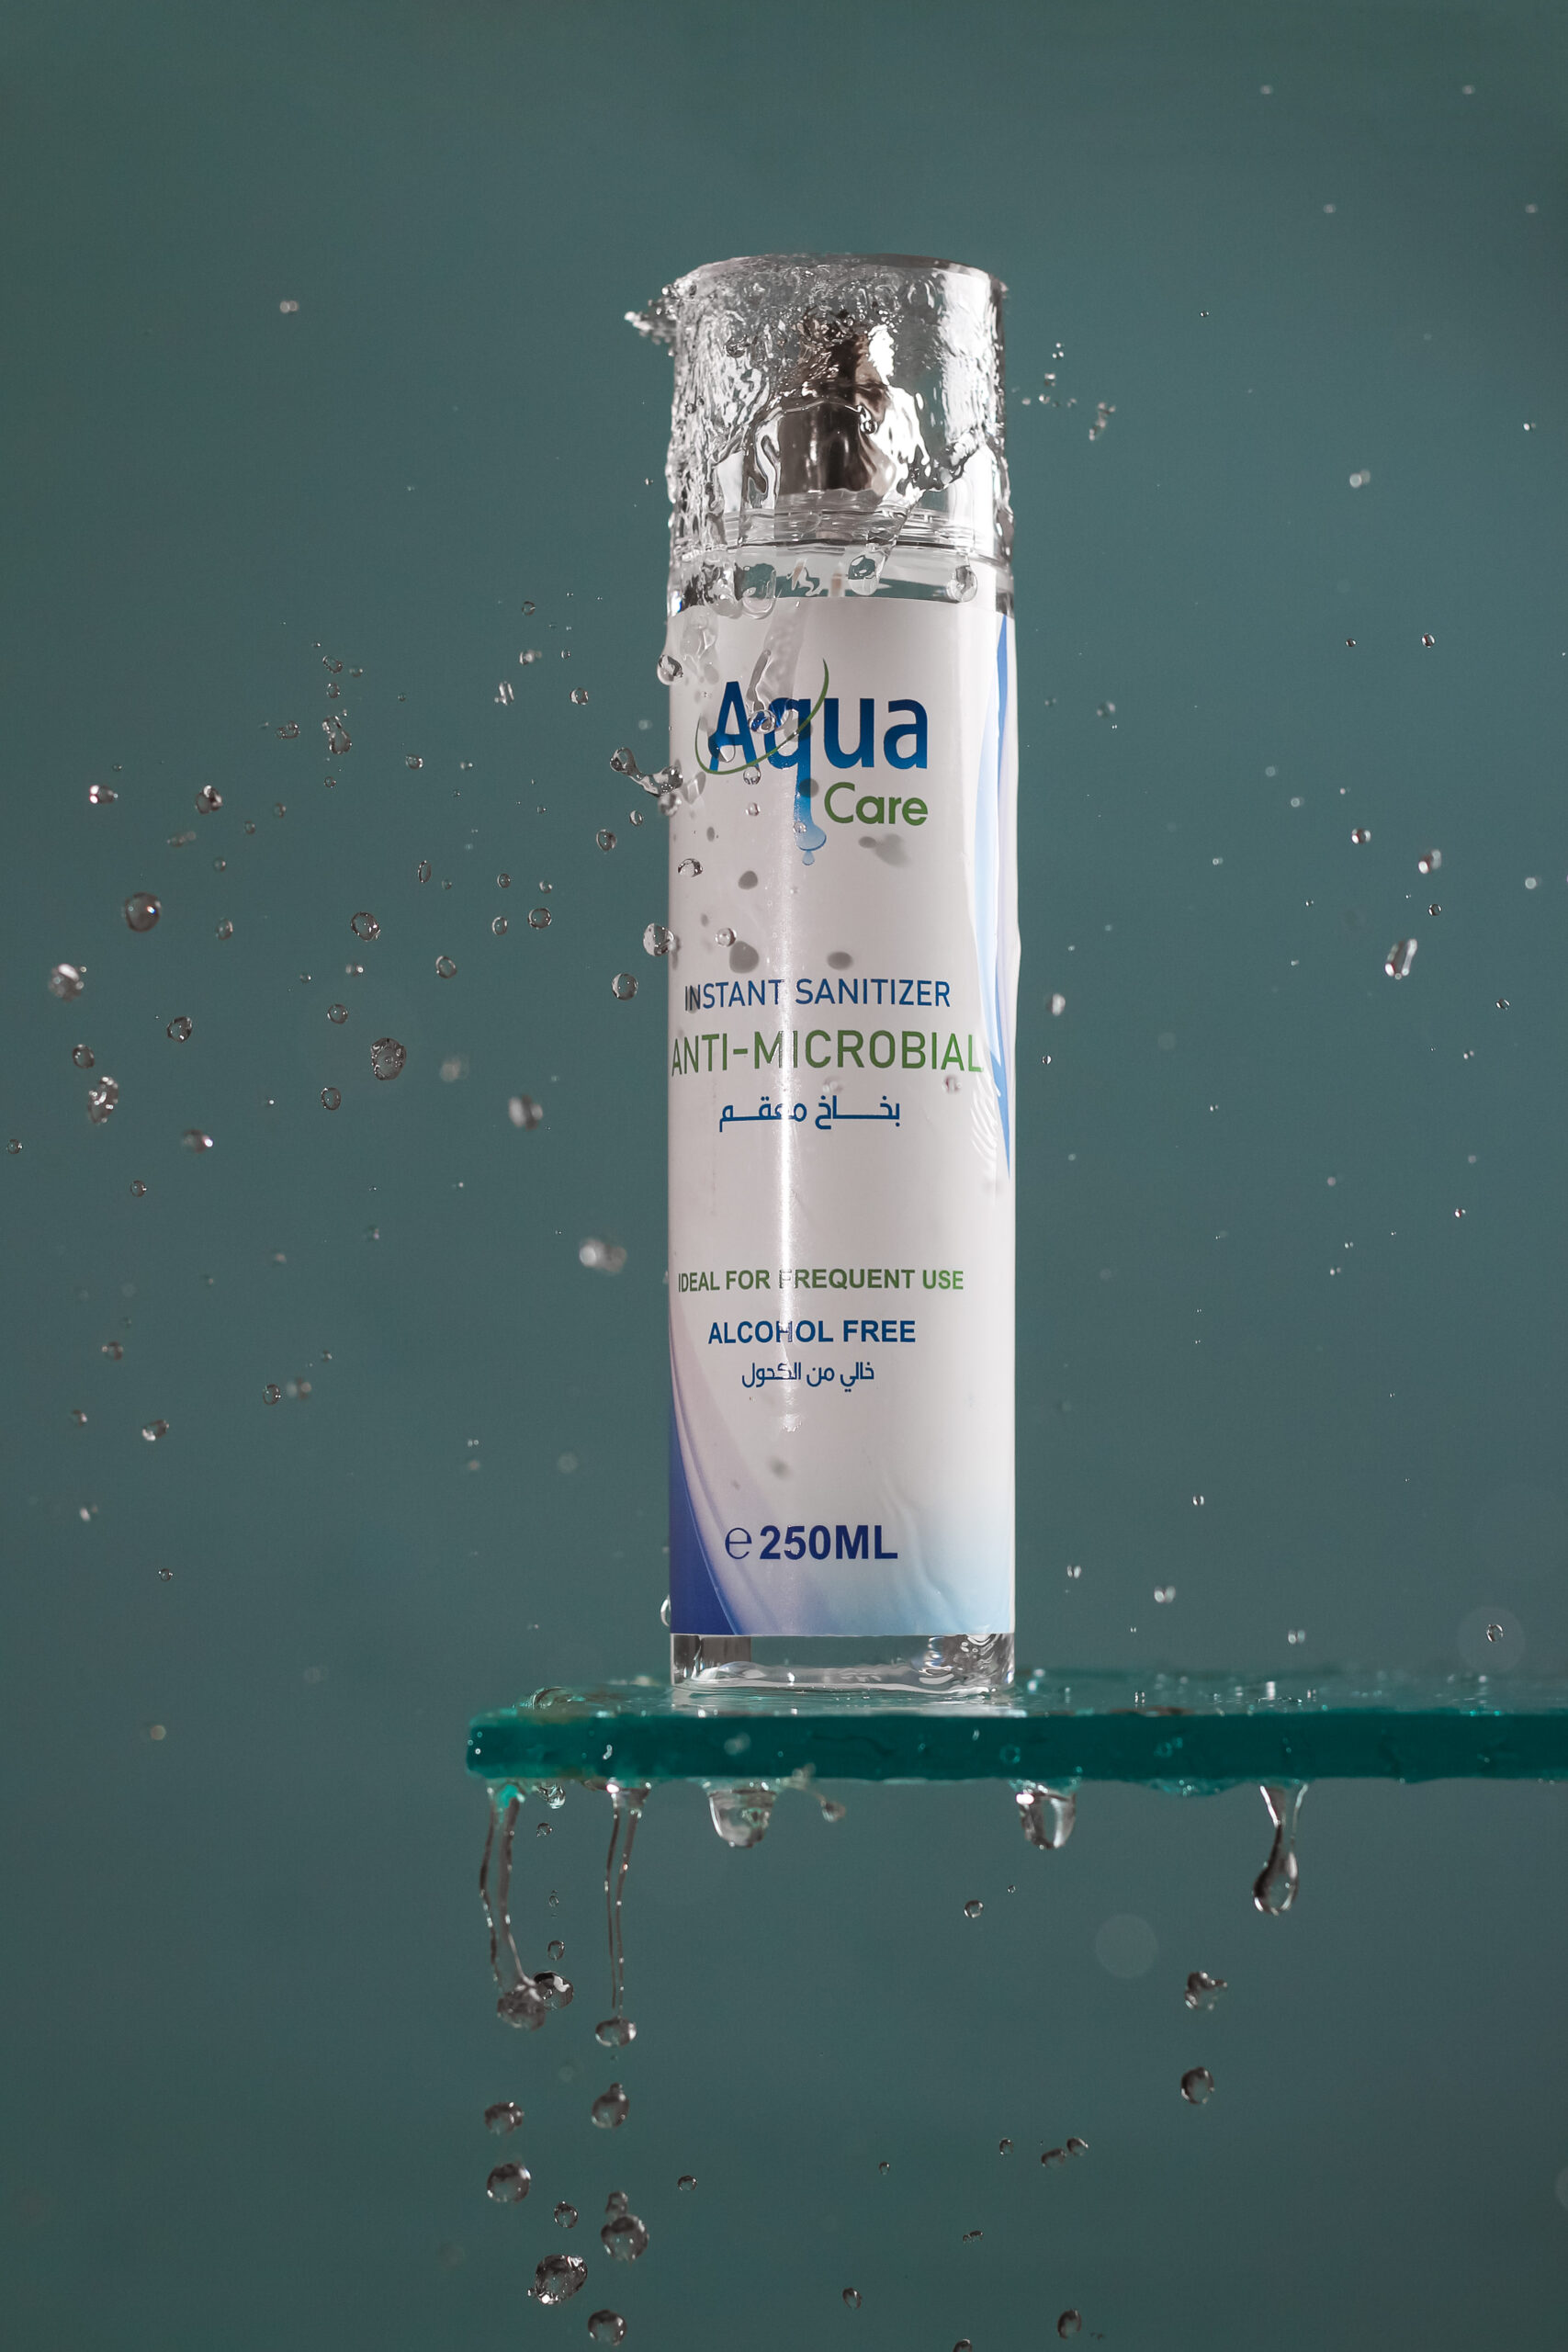 Aqua
Care
INSTANT SANITIZER
ANTI-MICROBIAL
بخاخ معقم
IDEAL FOR FREQUENT USE
ALCOHOL FREE
خالي من الكحول
℮ 250ML